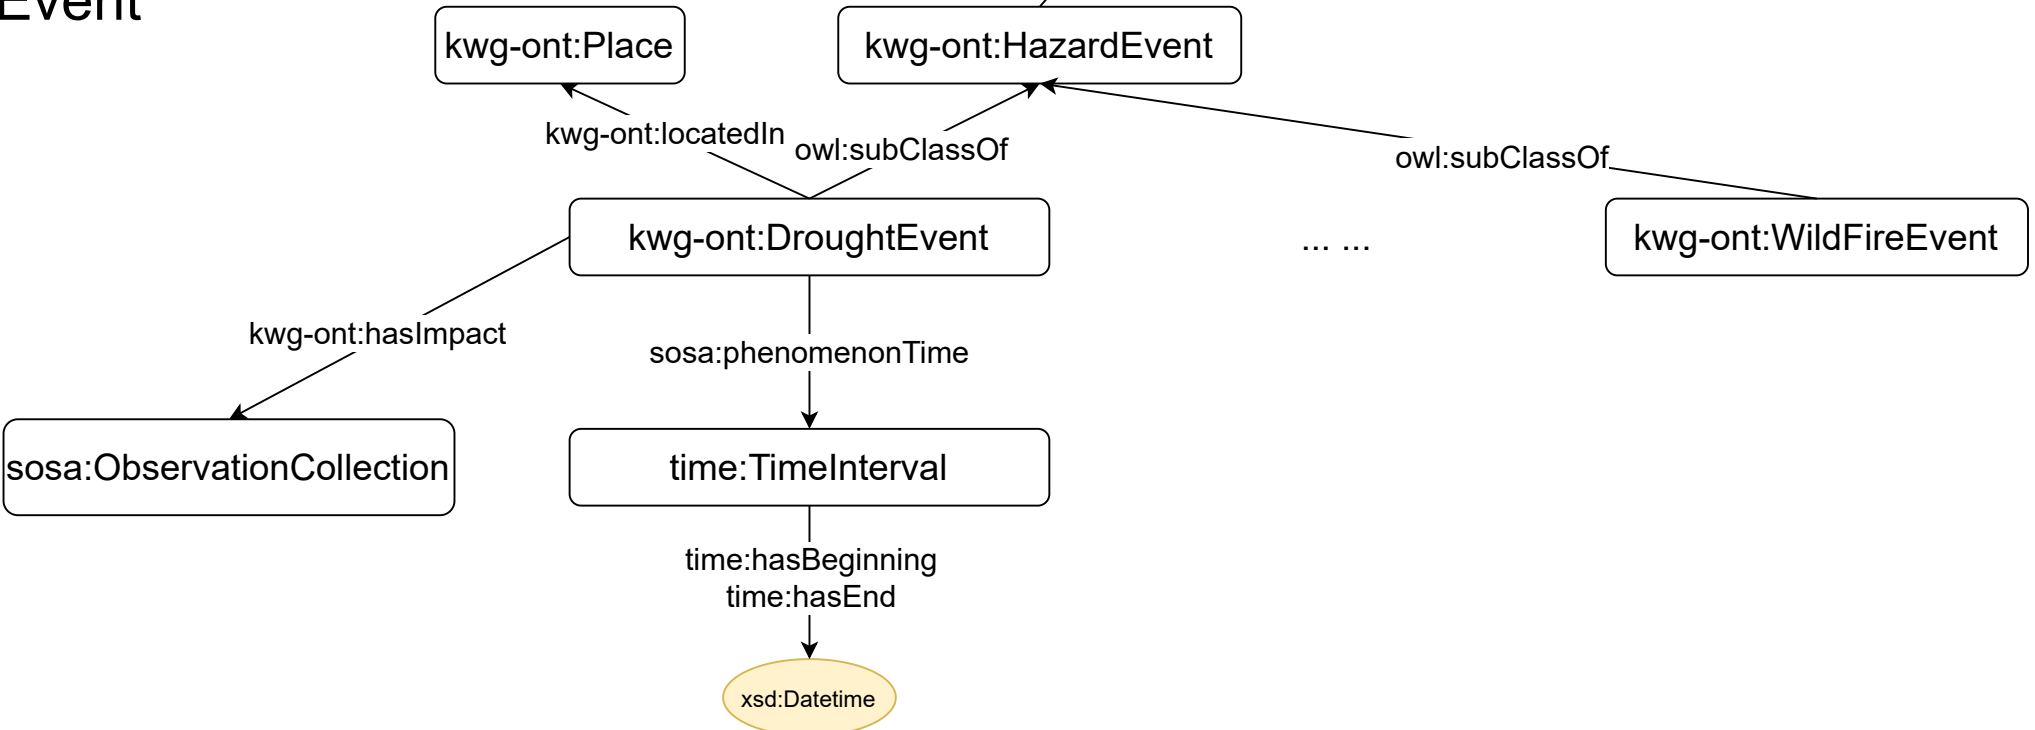 Event
kwg-ont:Place
kwg-ont:HazardEvent
kwg-ont:locatedIn
owl:subClassOf
owl:subClassOf
kwg-ont:DroughtEvent
... ...
kwg-ont:WildFireEvent
kwg-ont:hasImpact
sosa:phenomenonTime
sosa:ObservationCollection
time:TimeInterval
time:hasBeginning
time:hasEnd
xsd:Datetime